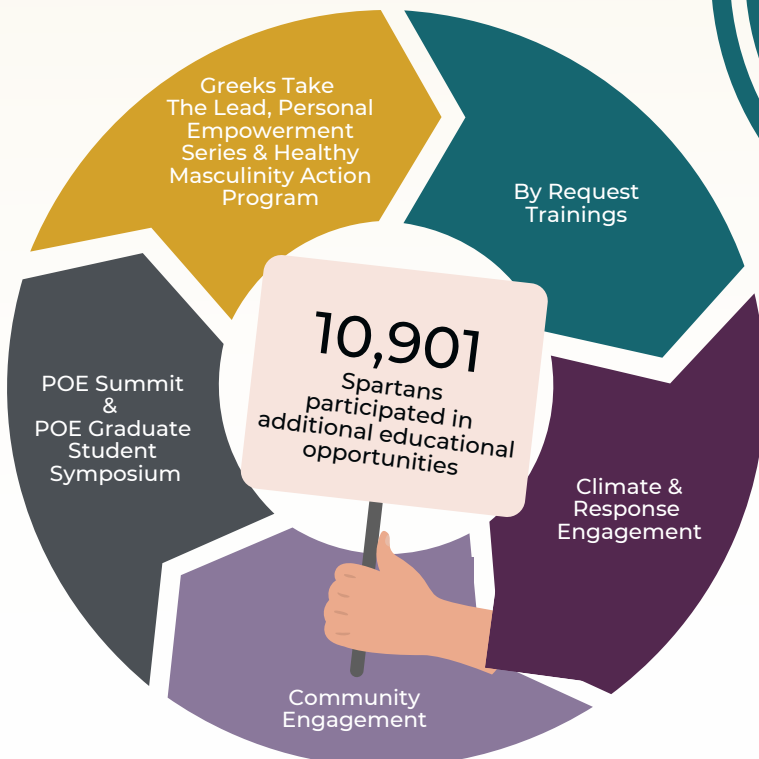 Greeks Take
The Lead, Personal
Empowerment
Series & Healthy
Masculinity Action
Program
By Request
Trainings
10,901
Spartans
participated in
additional educational
opportunities
POE Summit
&
POE Graduate
Student
Symposium
Climate &
Response
Engagement
Community
Engagement